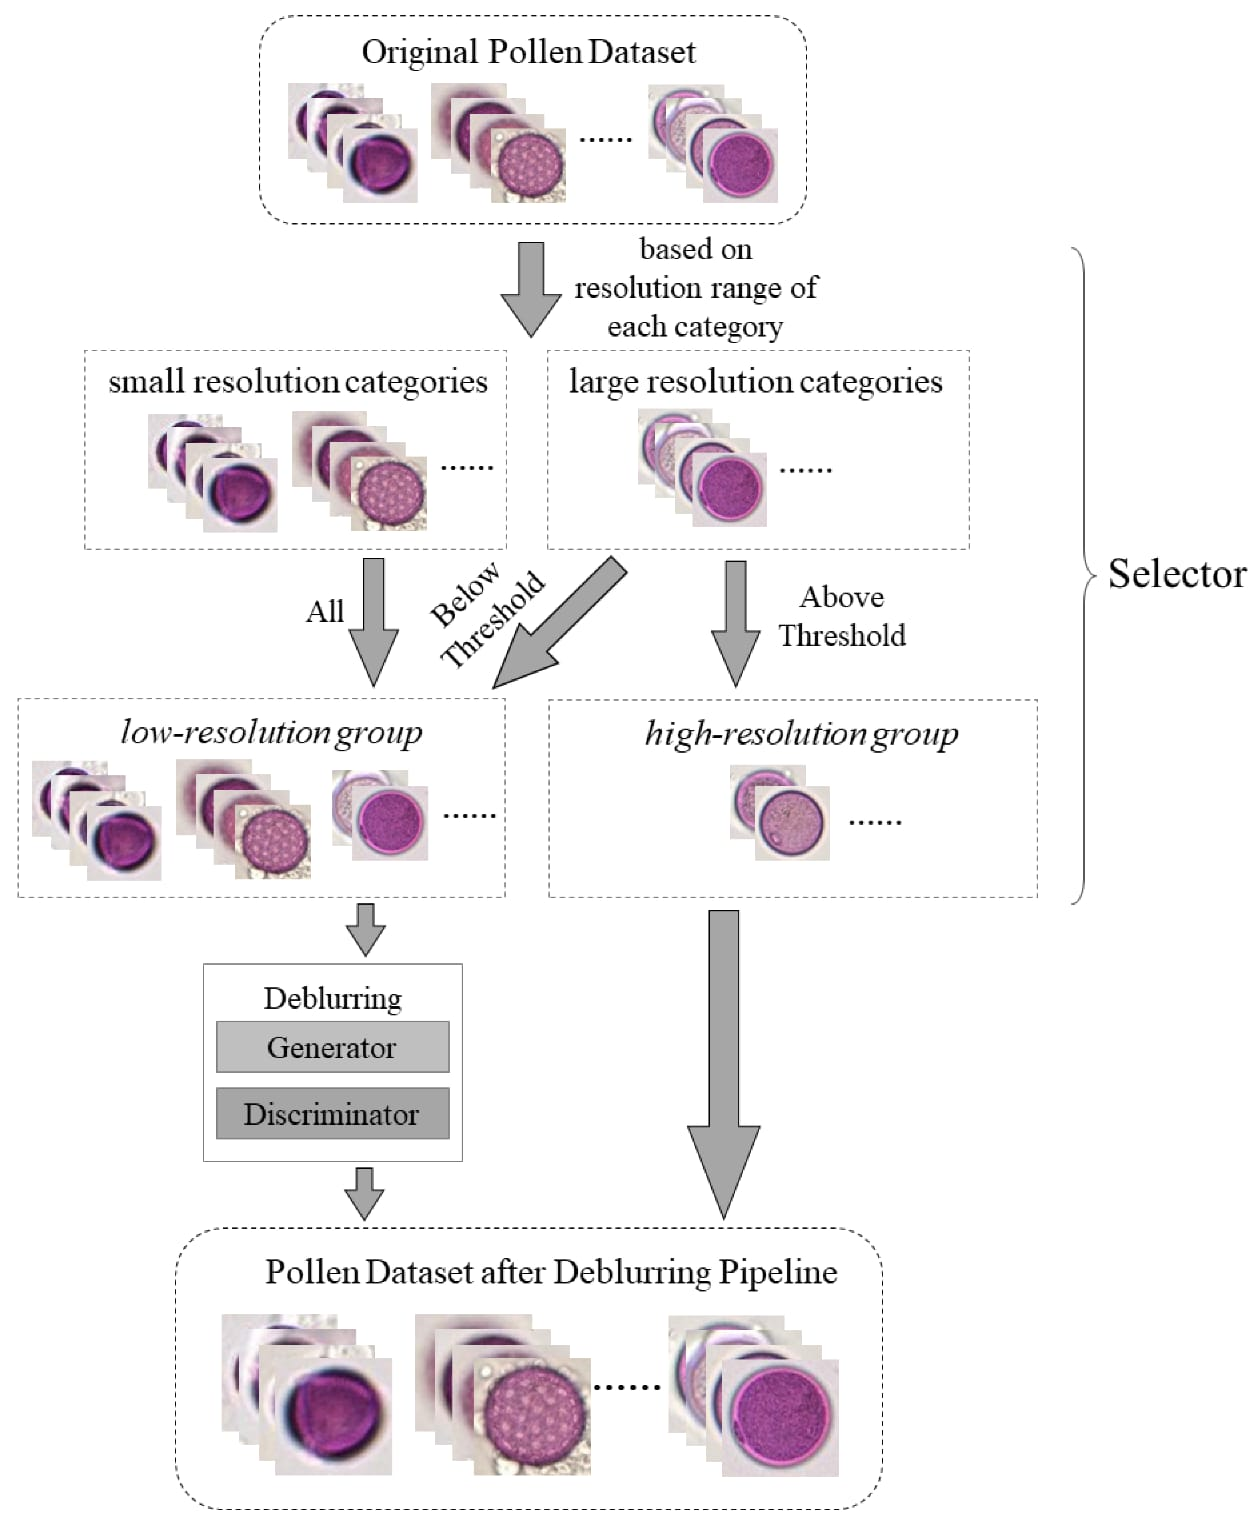 Original Pollen Dataset
......
based on
resolution range of
each category
small resolution categories
......
large resolution categories
......
All
Below
Threshold
Above
Threshold
Selector
low-resolution group
......
high-resolution group
......
Deblurring
Generator
Discriminator
Pollen Dataset after Deblurring Pipeline
......